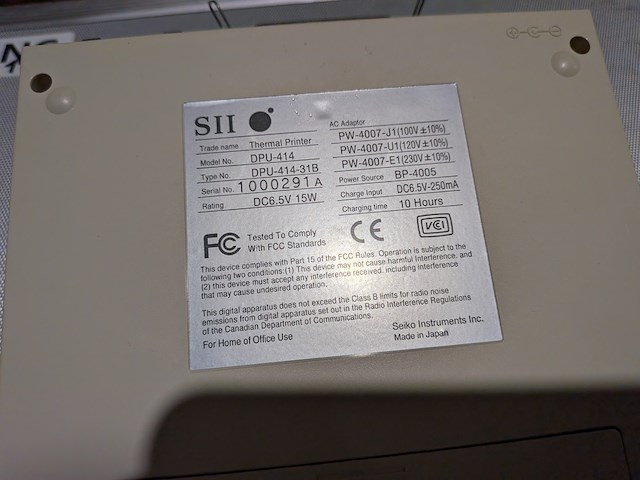 SII
Trade name Thermal Printer
Model No. DPU-414
Type No. DPU-414-31B
Serial No. 1000291A
Rating DC6.5V 15W
AC Adaptor
PW-4007-J1(100V±10%)
PW-4007-U1(120V±10%)
PW-4007-E1(230V±10%)
Power Source BP-4005
Charge Input DC6.5V-250mA
Charging time 10 Hours
FC Tested To Comply
With FCC Standards
CE
VCI
This device complies with Part 15 of the FCC Rules. Operation is subject to the
following two conditions:(1) This device may not cause harmful Interference, and
(2) this device must accept any interference received, including interference
that may cause undesired operation.
This digital apparatus does not exceed the Class B limits for radio noise
emissions from digital apparatus set out in the Radio Interference Regulations
of the Canadian Department of Communications.
For Home of Office Use
Seiko Instruments Inc.
Made in Japan